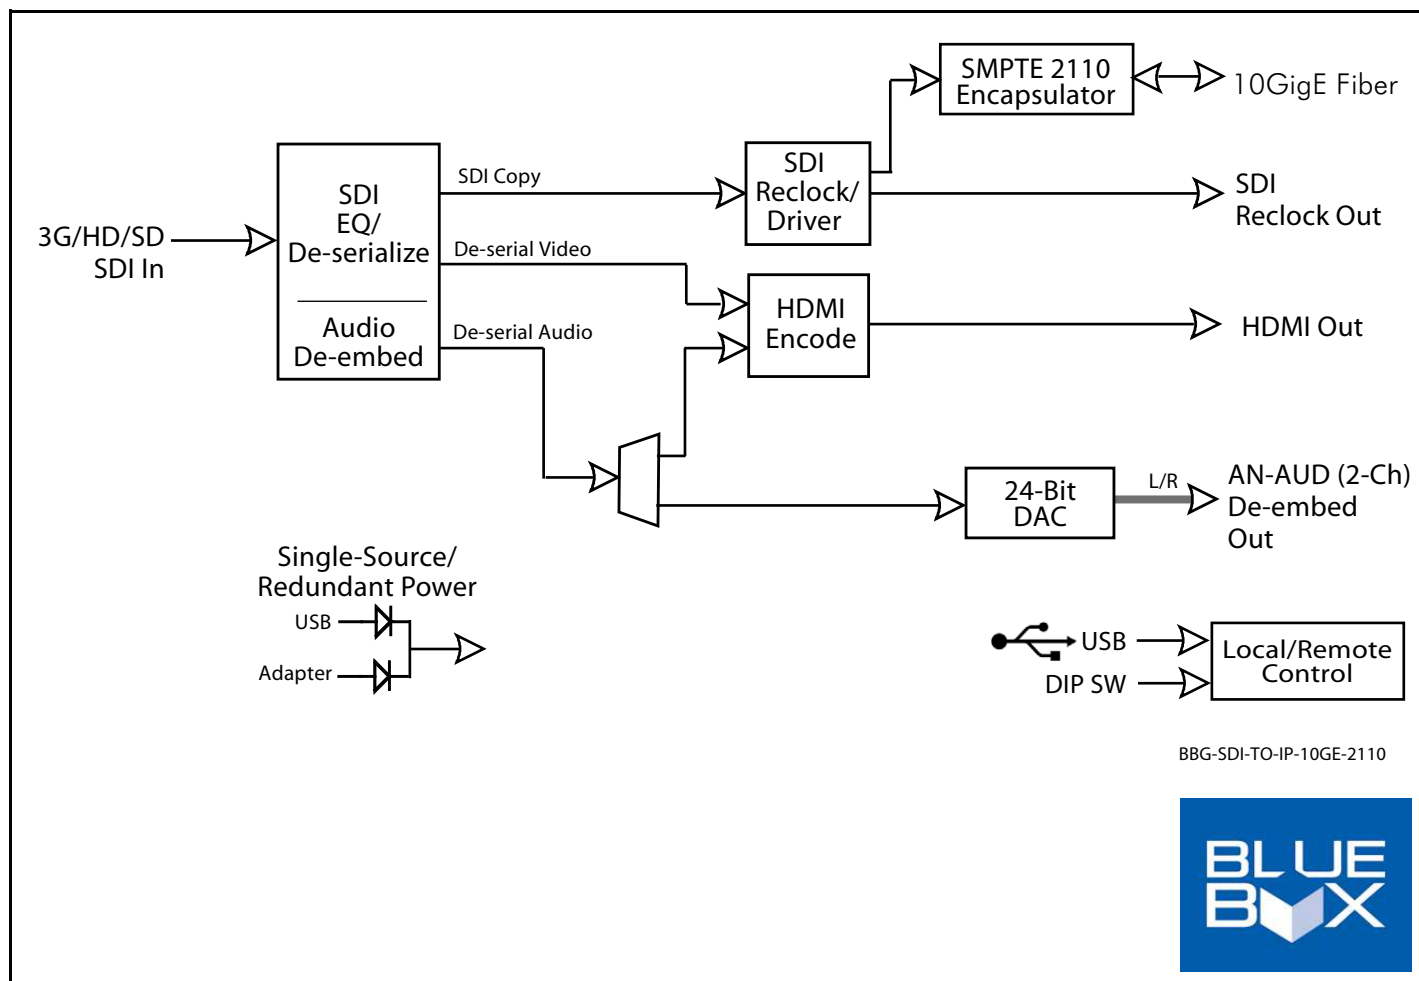 SMPTE 2110
Encapsulator
10GigE Fiber
SDI
EQ/
De-serialize
Audio
De-embed
SDI Copy
SDI
Reclock/
Driver
SDI
Reclock Out
3G/HD/SD
SDI In
De-serial Video
HDMI
Encode
HDMI Out
De-serial Audio
24-Bit
DAC
L/R
AN-AUD (2-Ch)
De-embed
Out
Single-Source/
Redundant Power
USB
Adapter
USB
DIP SW
Local/Remote
Control
BBG-SDI-TO-IP-10GE-2110
BLUE
BOX